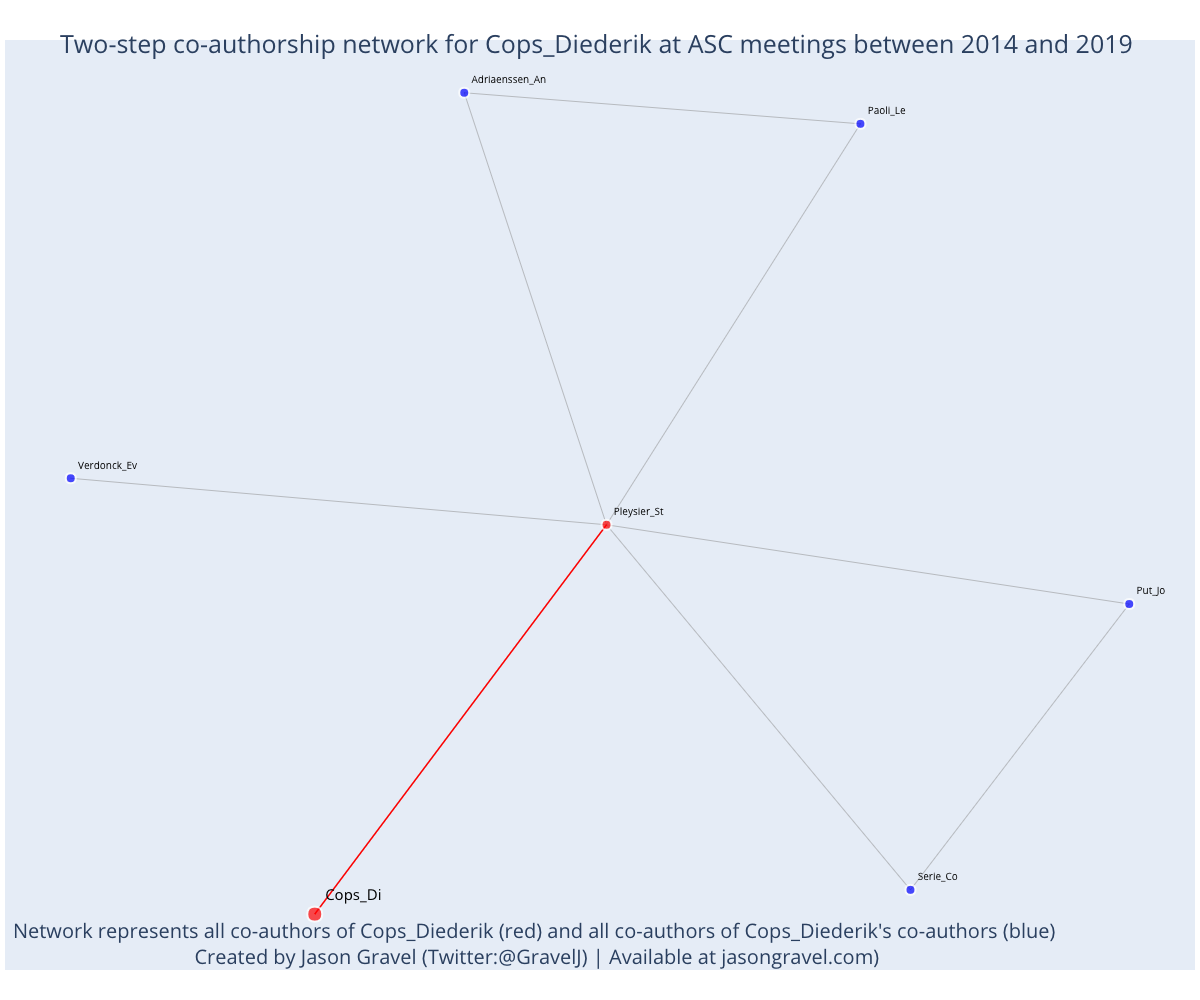 Two-step co-authorship network for Cops_Diederik at ASC meetings between 2014 and 2019
Adriaenssen_An
Paoli_Le
Verdonck_Ev
Pleysier_St
Put_Jo
Serie_Co
Cops_Di
Network represents all co-authors of Cops_Diederik (red) and all co-authors of Cops_Diederik's co-authors (blue)
Created by Jason Gravel (Twitter:@GravelJ) | Available at jasongravel.com)